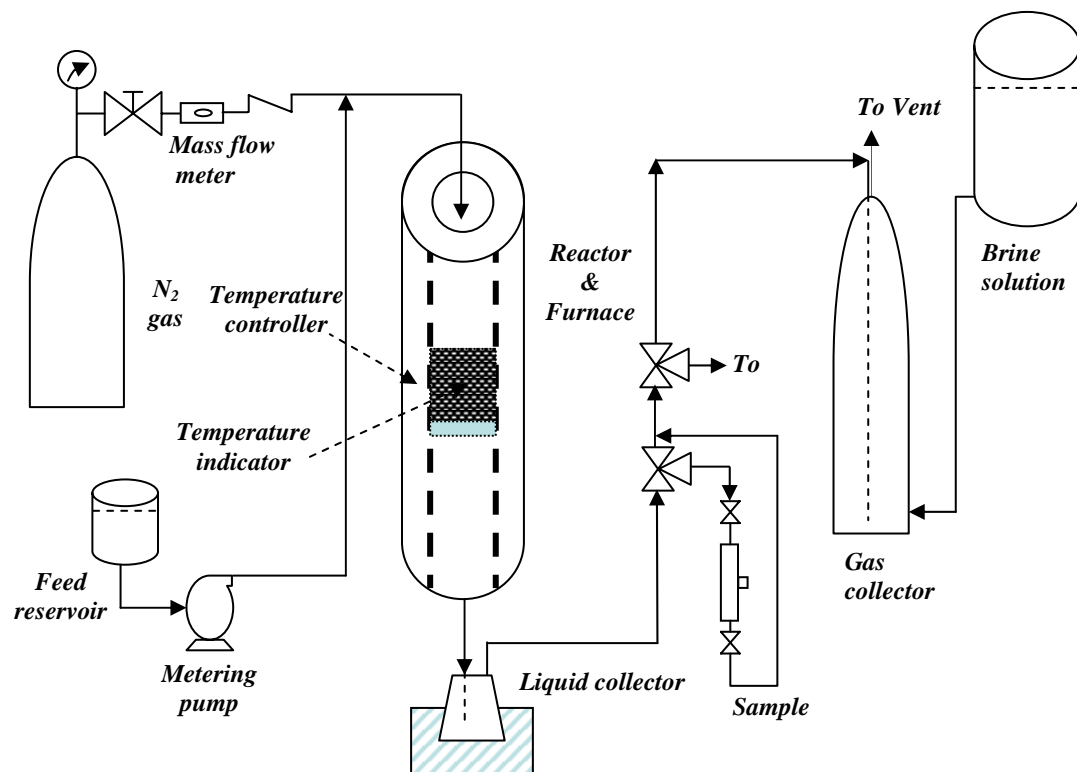 Mass flow
meter
N2
gas
Temperature
controller
Temperature
indicator
Feed
reservoir
Metering
pump
Reactor
&
Furnace
Liquid collector
To
Sample
To Vent
Gas
collector
Brine
solution